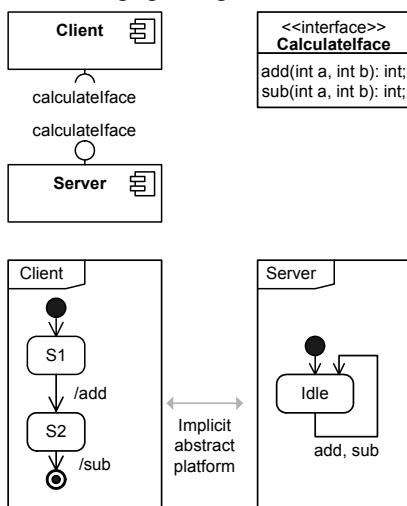 Client
calculateIface
calculateIface
Server
<<interface>>
CalculateIface
add(int a, int b): int;
sub(int a, int b): int;
Client
S1
/add
S2
/sub
Implicit
abstract
platform
Server
Idle
add, sub